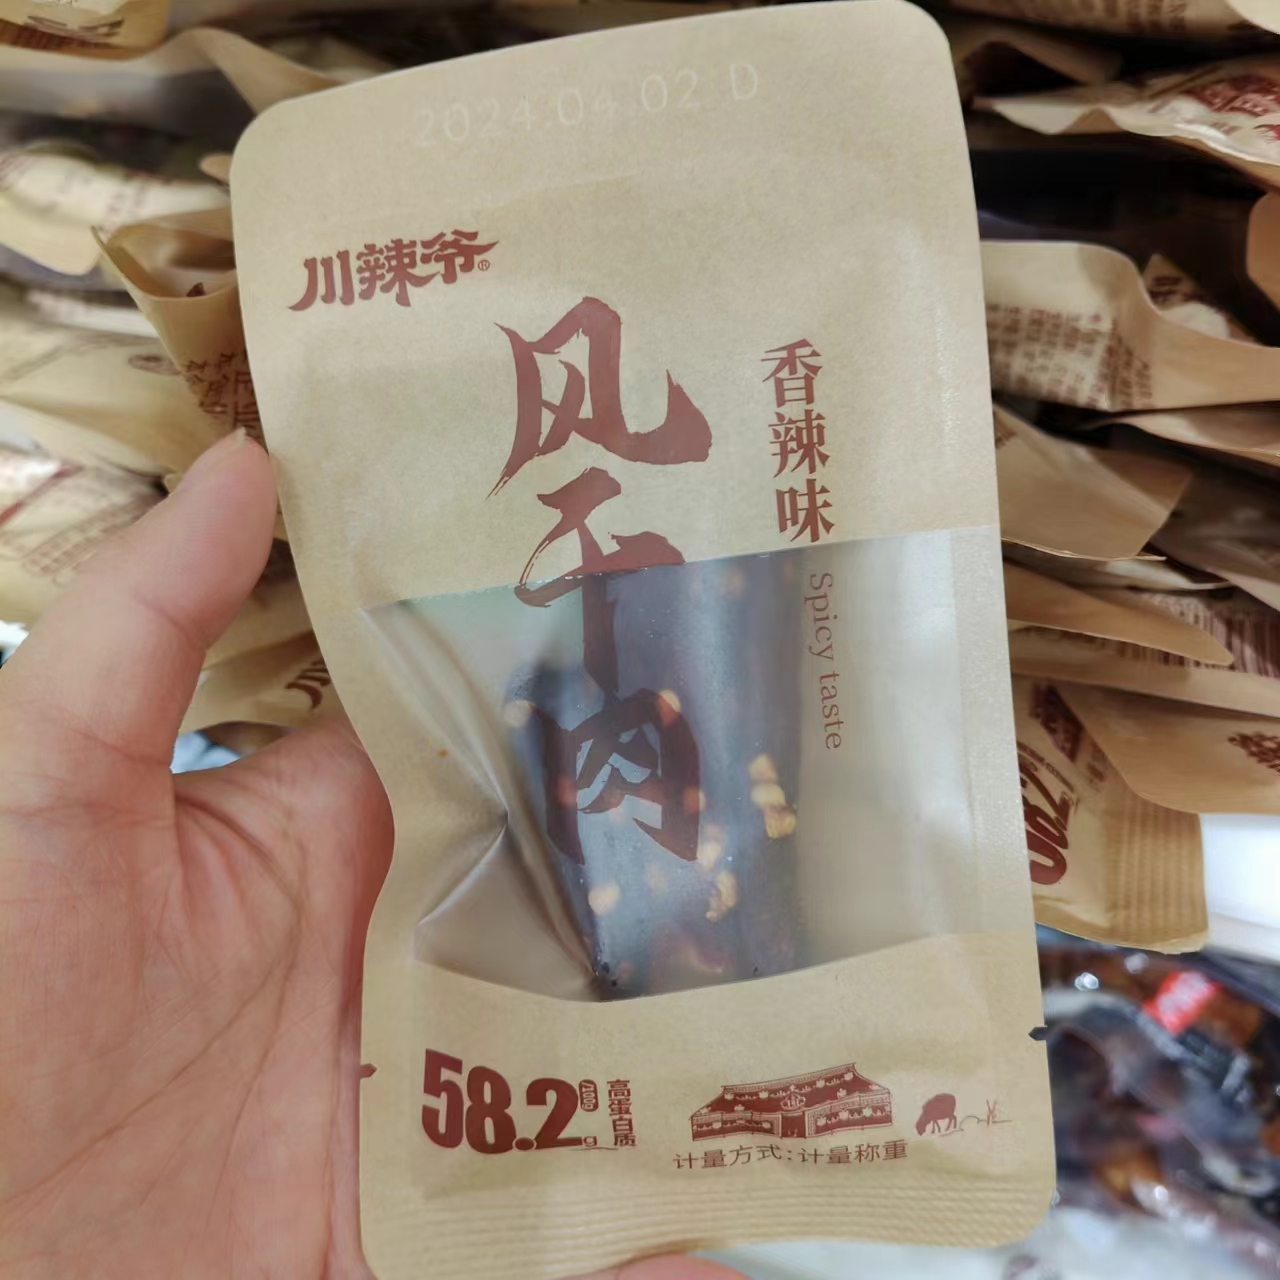 2024.04.02 D
川辣爷®
风干肉
香辣味
Spicy taste
58.2g
/100g
高蛋白质
计量方式：计量称重